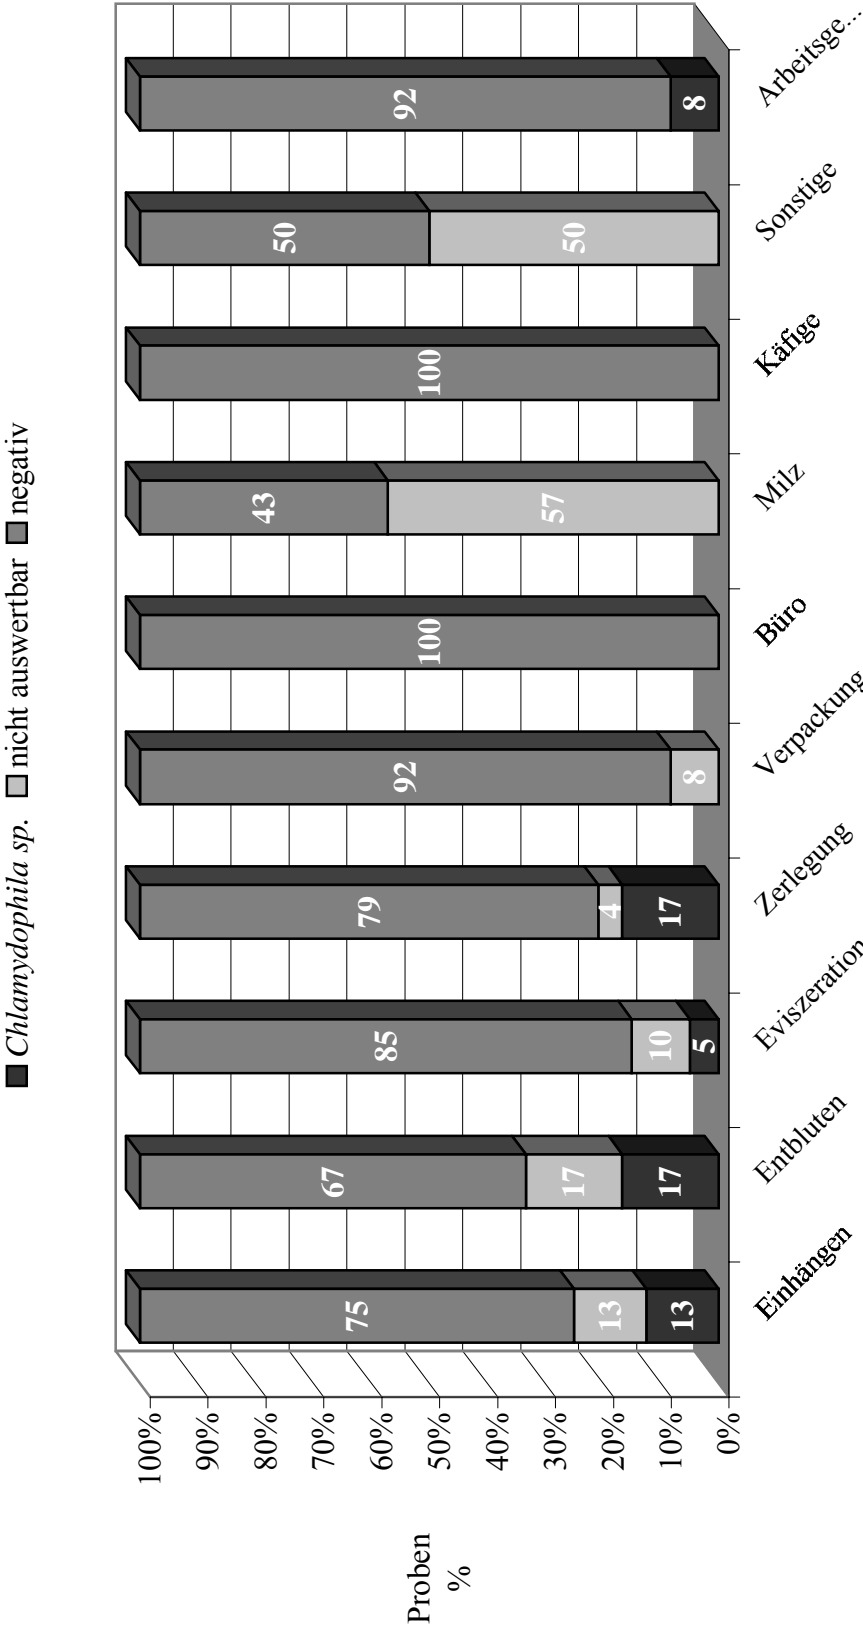 Chlamydophila sp. nicht auswertbar negativ
Proben
%
100%
90%
80%
70%
60%
50%
40%
30%
20%
10%
0%
75 67 85 79 92 100 43 100 50 92
13 17 10 4 8 57 50
13 17 5 17 8
Einhängen
Entbluten
Eviszeration
Zerlegung
Verpackung
Büro
Milz
Käfige
Sonstige
Arbeitsge...